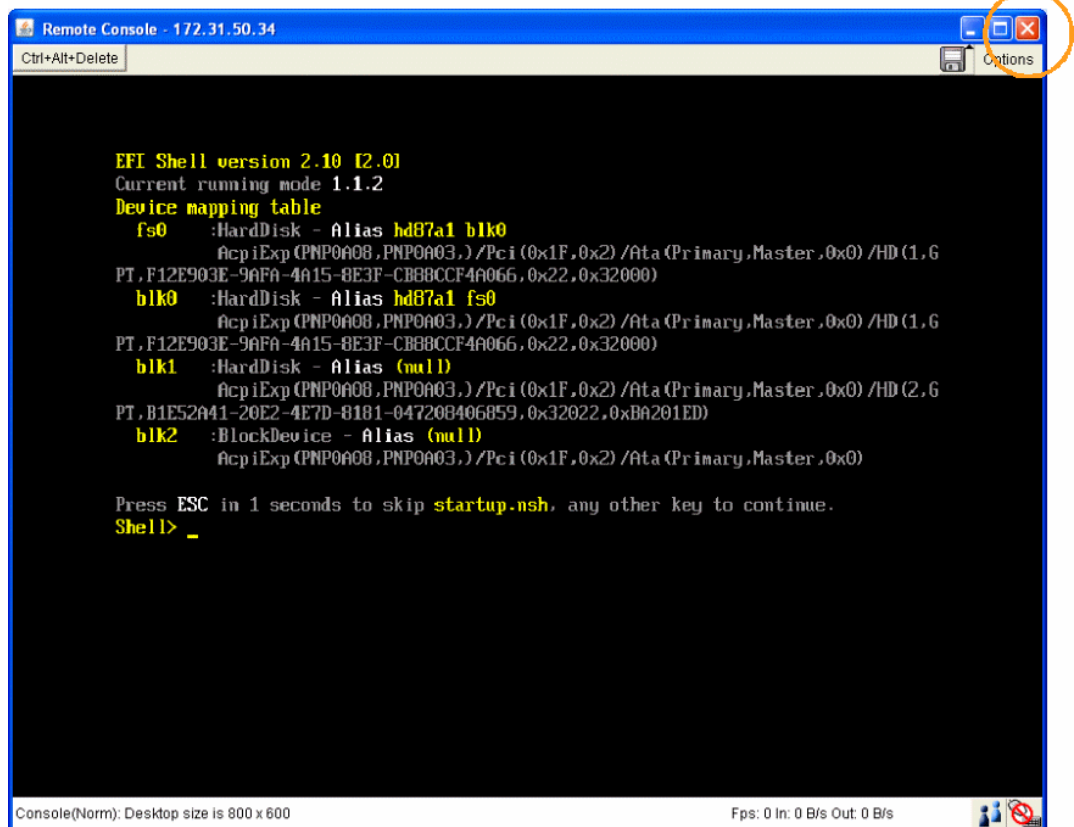 Remote Console - 172.31.50.34
Ctrl+Alt+Delete
Options
EFI Shell version 2.10 [2.0]
Current running mode 1.1.2
Device mapping table
fs0 :HardDisk - Alias hd87a1 blk0
AcpiExp(PNP0A08,PNP0A03,)/Pci(0x1F,0x2)/Ata(Primary,Master,0x0)/HD(1,G
PT,F12E903E-9AFA-4A15-8E3F-CB88CCF4A066,0x22,0x32000)
blk0 :HardDisk - Alias hd87a1 fs0
AcpiExp(PNP0A08,PNP0A03,)/Pci(0x1F,0x2)/Ata(Primary,Master,0x0)/HD(1,G
PT,F12E903E-9AFA-4A15-8E3F-CB88CCF4A066,0x22,0x32000)
blk1 :HardDisk - Alias (null)
AcpiExp(PNP0A08,PNP0A03,)/Pci(0x1F,0x2)/Ata(Primary,Master,0x0)/HD(2,G
PT,B1E52A41-20E2-4E7D-8181-047208406859,0x32022,0xBA201ED)
blk2 :BlockDevice - Alias (null)
AcpiExp(PNP0A08,PNP0A03,)/Pci(0x1F,0x2)/Ata(Primary,Master,0x0)
Press ESC in 1 seconds to skip startup.nsh, any other key to continue.
Shell> _
Console(Norm): Desktop size is 800 x 600
Fps: 0 In: 0 B/s Out: 0 B/s